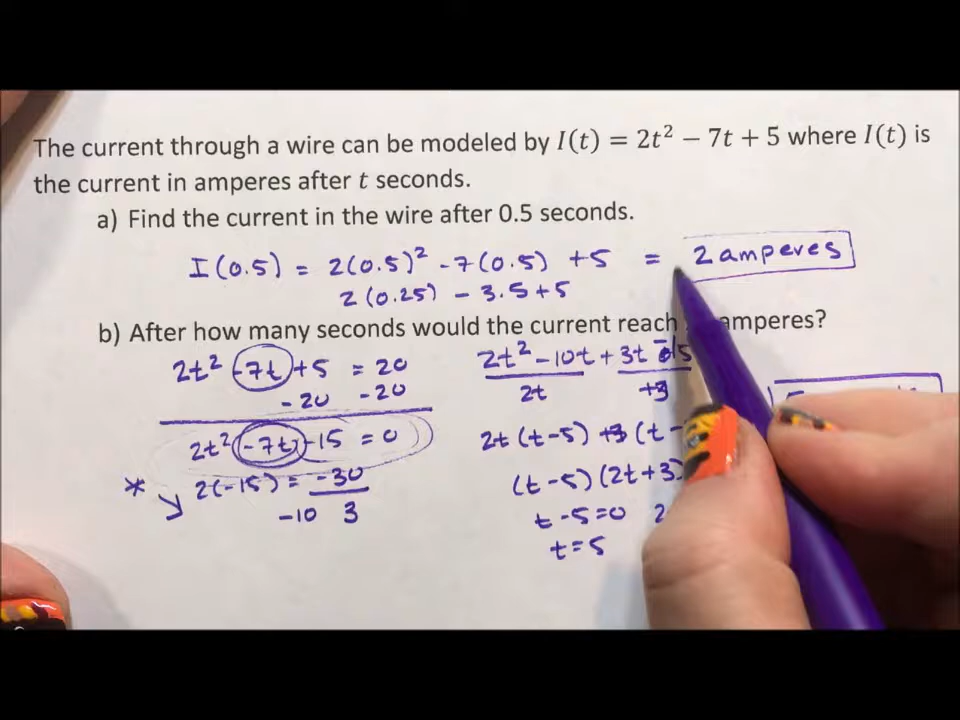 The current through a wire can be modeled by I(t) = 2t² − 7t + 5 where I(t) is
the current in amperes after t seconds.
a) Find the current in the wire after 0.5 seconds.
I(0.5) = 2(0.5)² -7(0.5) +5 = 2 amperes
2(0.25) - 3.5+5
b) After how many seconds would the current reach amperes?
2t² -7t +5 = 20
-20 -20
2t² -7t -15 = 0
* 2(-15) = -30
-10 3
2t² -10t + 3t -15
2t +3
2t(t-5) +3(t-
(t-5)(2t+3)
t-5=0 2
t=5